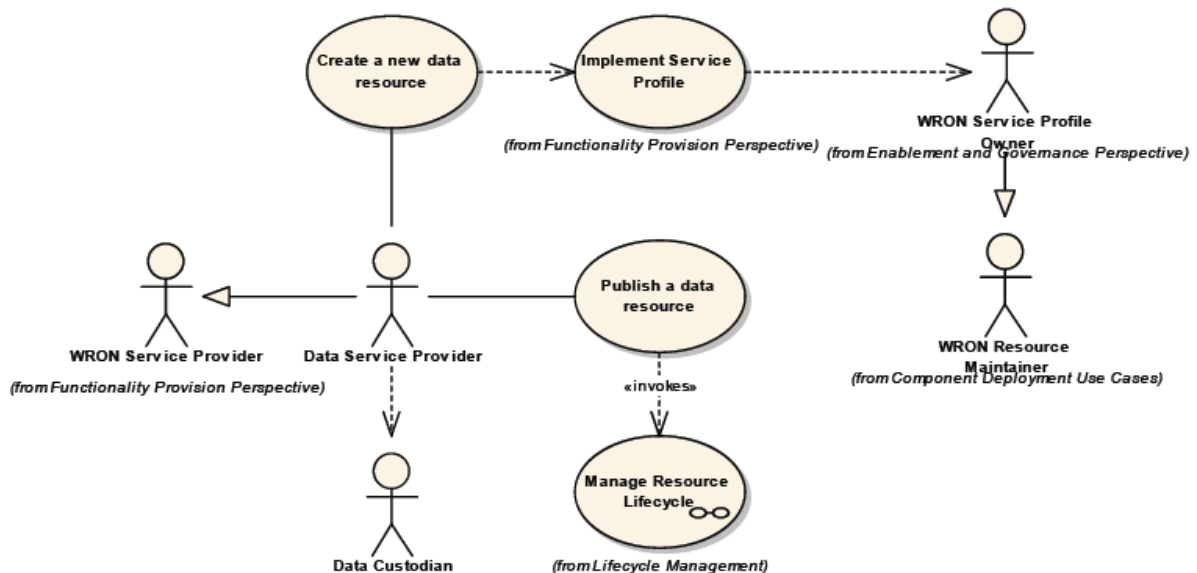 Create a new data
resource
Implement Service
Profile
(from Functionality Provision Perspective)
WRON Service Profile
Owner
(from Enablement and Governance Perspective)
WRON Service Provider
(from Functionality Provision Perspective)
Data Service Provider
Publish a data
resource
WRON Resource
Maintainer
(from Component Deployment Use Cases)
«invokes»
Data Custodian
Manage Resource
Lifecycle
(from Lifecycle Management)